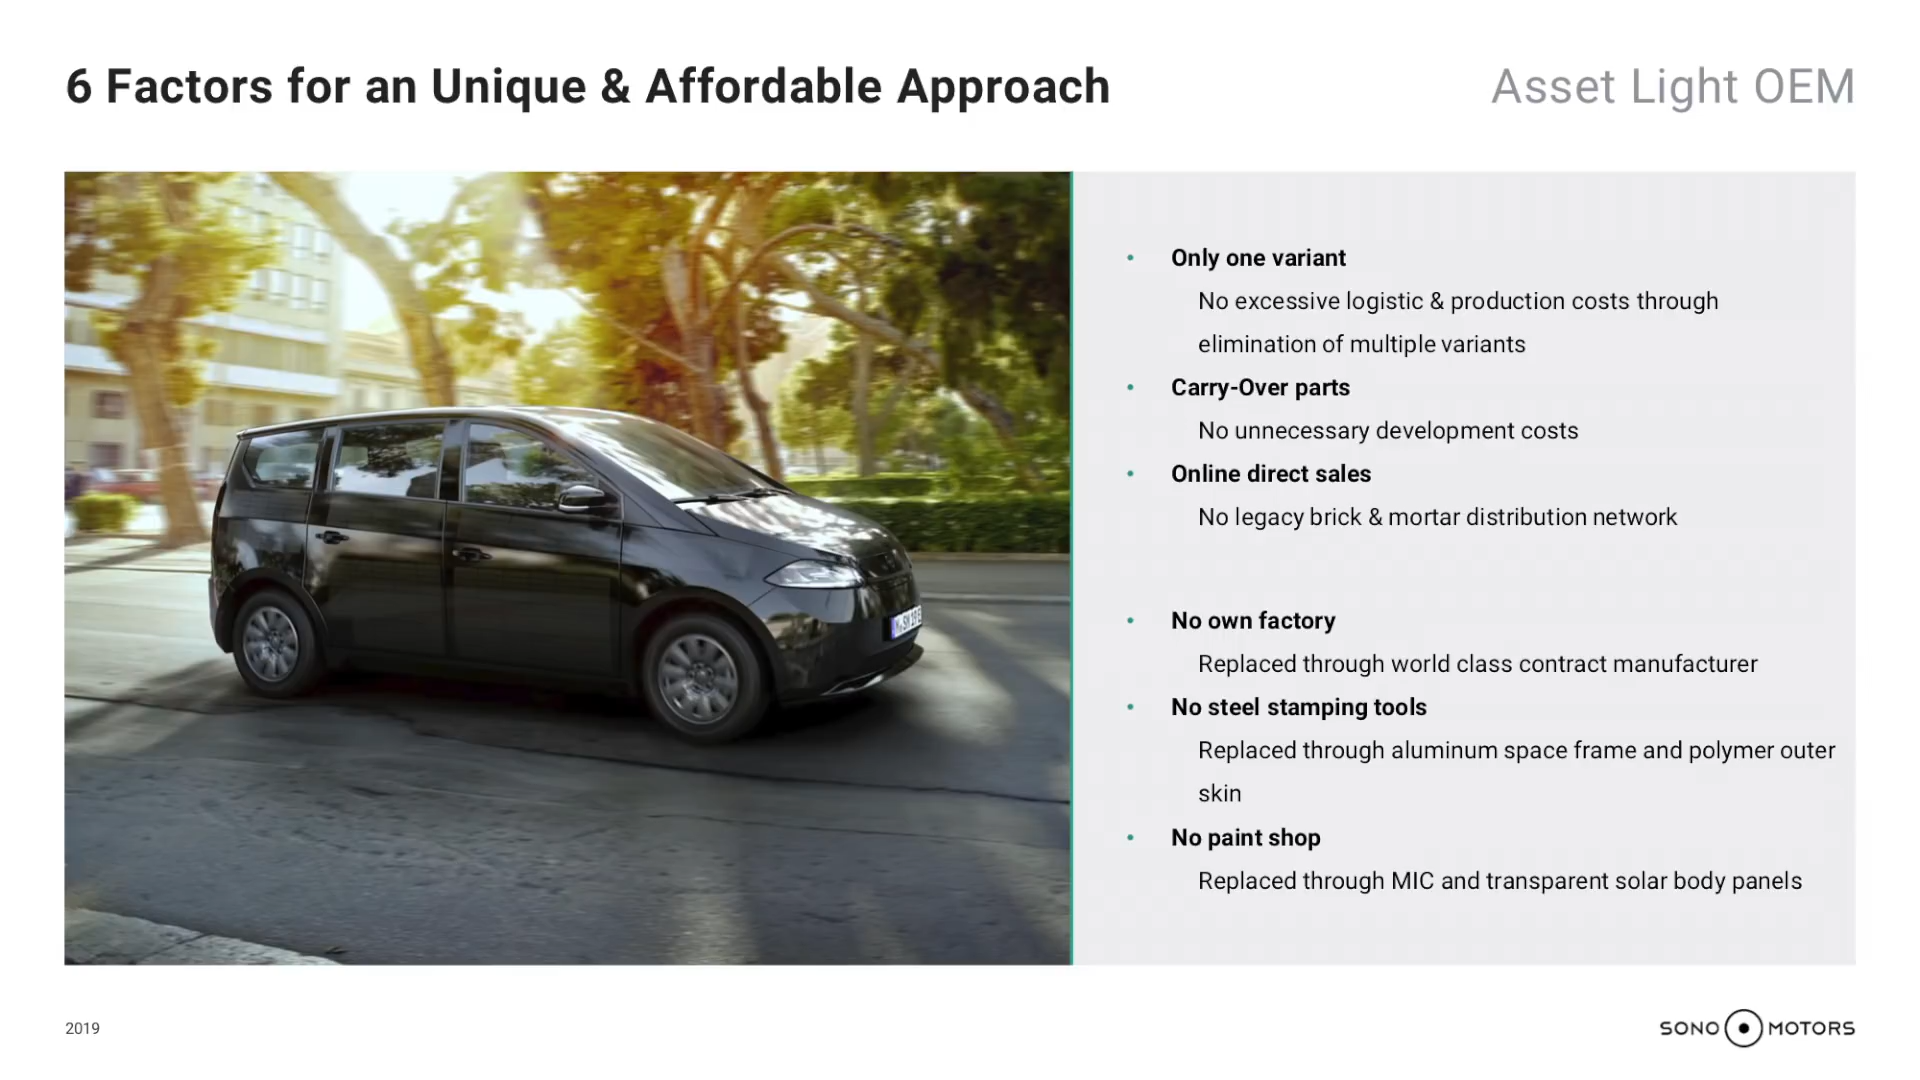 6 Factors for an Unique & Affordable Approach
Asset Light OEM
• Only one variant
No excessive logistic & production costs through
elimination of multiple variants
• Carry-Over parts
No unnecessary development costs
• Online direct sales
No legacy brick & mortar distribution network
• No own factory
Replaced through world class contract manufacturer
• No steel stamping tools
Replaced through aluminum space frame and polymer outer
skin
• No paint shop
Replaced through MIC and transparent solar body panels
2019
SONO MOTORS